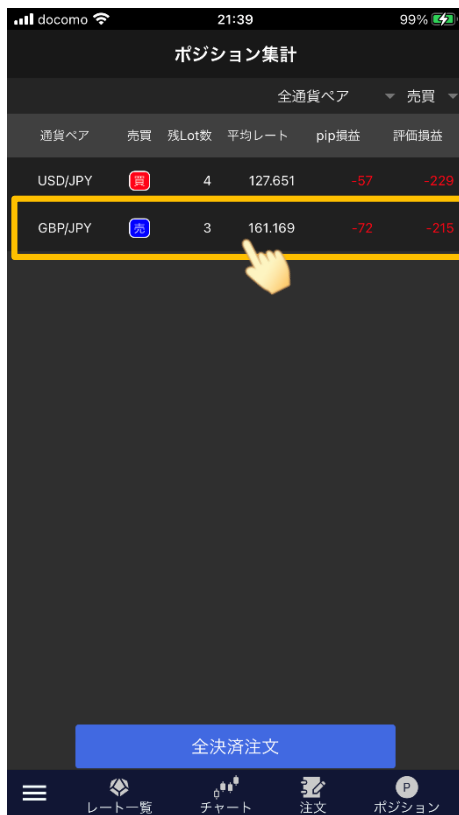 docomo 21:39 99%
ポジション集計
全通貨ペア 売買
通貨ペア 売買 残Lot数 平均レート pip損益 評価損益
USD/JPY 買 4 127.651 -57 -229
GBP/JPY 売 3 161.169 -72 -215
全決済注文
P
レート一覧 チャート 注文 ポジション